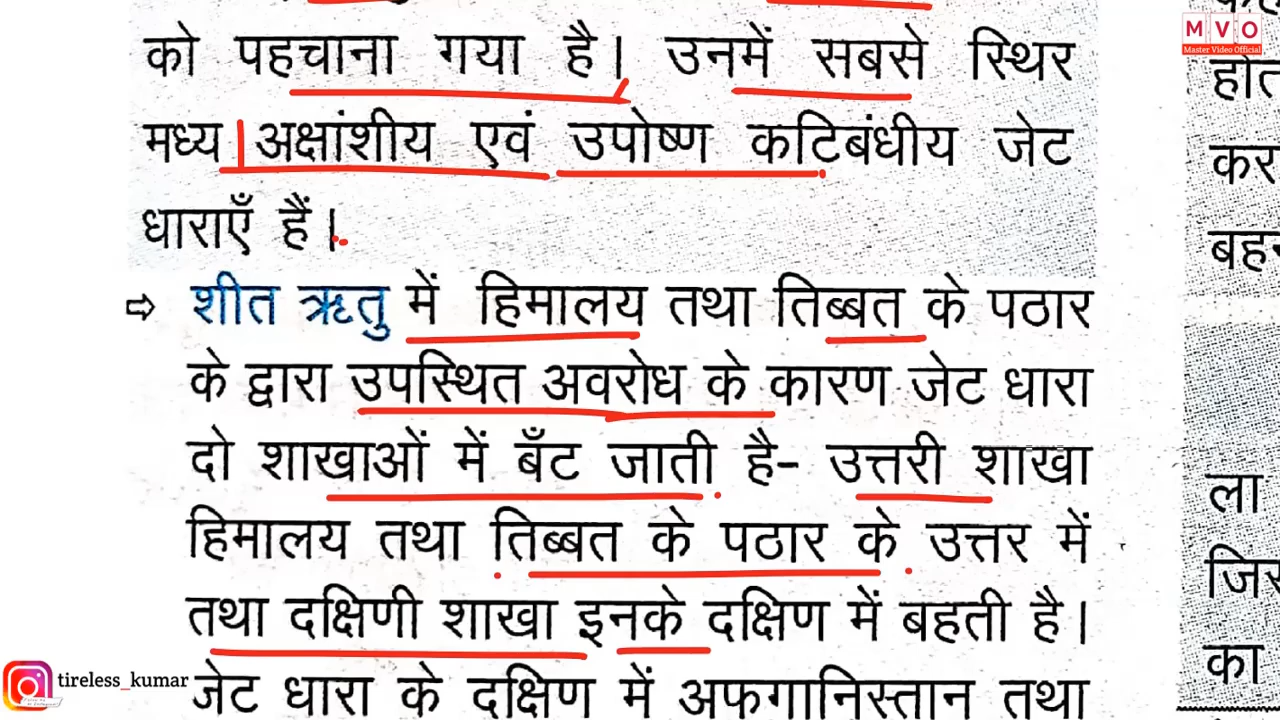 को पहचाना गया है। उनमें सबसे स्थिर
मध्य अक्षांशीय एवं उपोष्ण कटिबंधीय जेट
धाराएँ हैं।
⇨ शीत ऋतु में हिमालय तथा तिब्बत के पठार
के द्वारा उपस्थित अवरोध के कारण जेट धारा
दो शाखाओं में बँट जाती है- उत्तरी शाखा
हिमालय तथा तिब्बत के पठार के उत्तर में
तथा दक्षिणी शाखा इनके दक्षिण में बहती है।
जेट धारा के दक्षिण में अफगानिस्तान तथा
MVO
Master Video Official
कर
ला
का
tireless_kumar